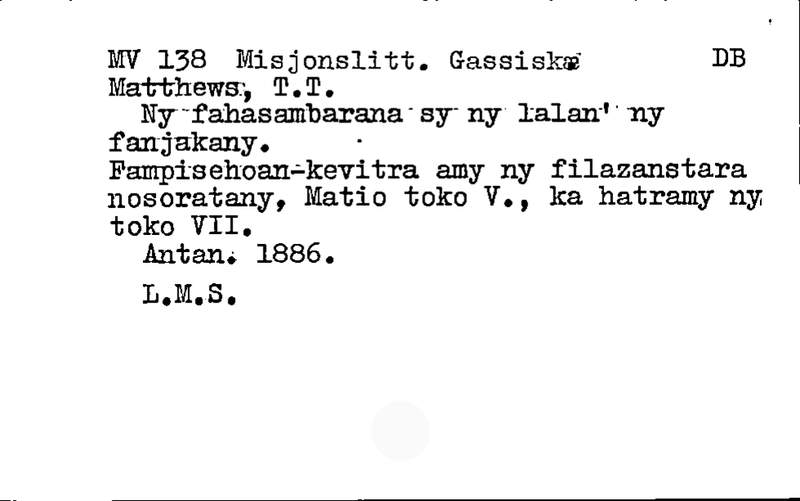 MV 138 Misjonslitt. Gassiska DB
Matthews, T.T.
Ny fahasambarana sy ny lalan' ny
fanjakany.
Fampisehoan-kevitra amy ny filazanstara
nosoratany, Matio toko V., ka hatramy ny
toko VII.
Antan. 1886.
L.M.S.